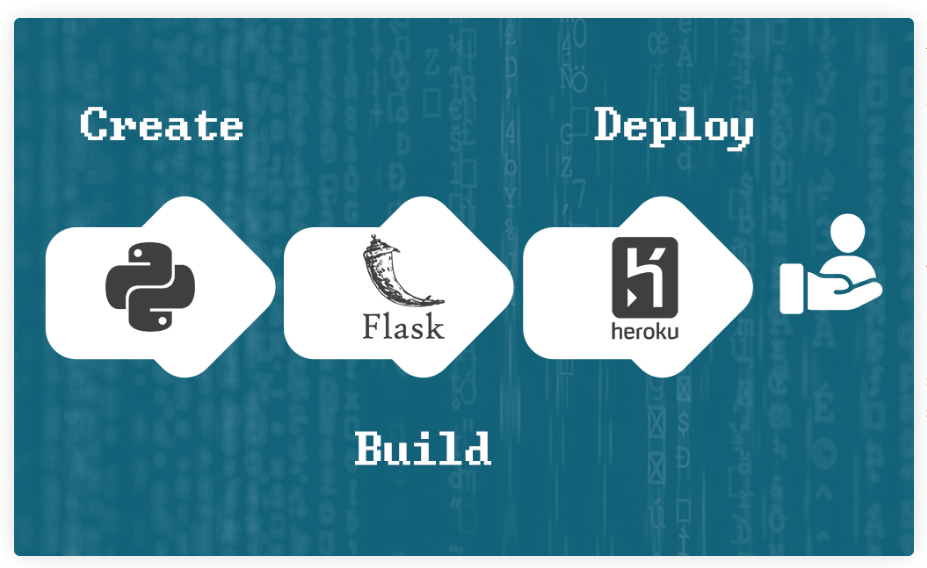 Create
Deploy
Flask
heroku
Build